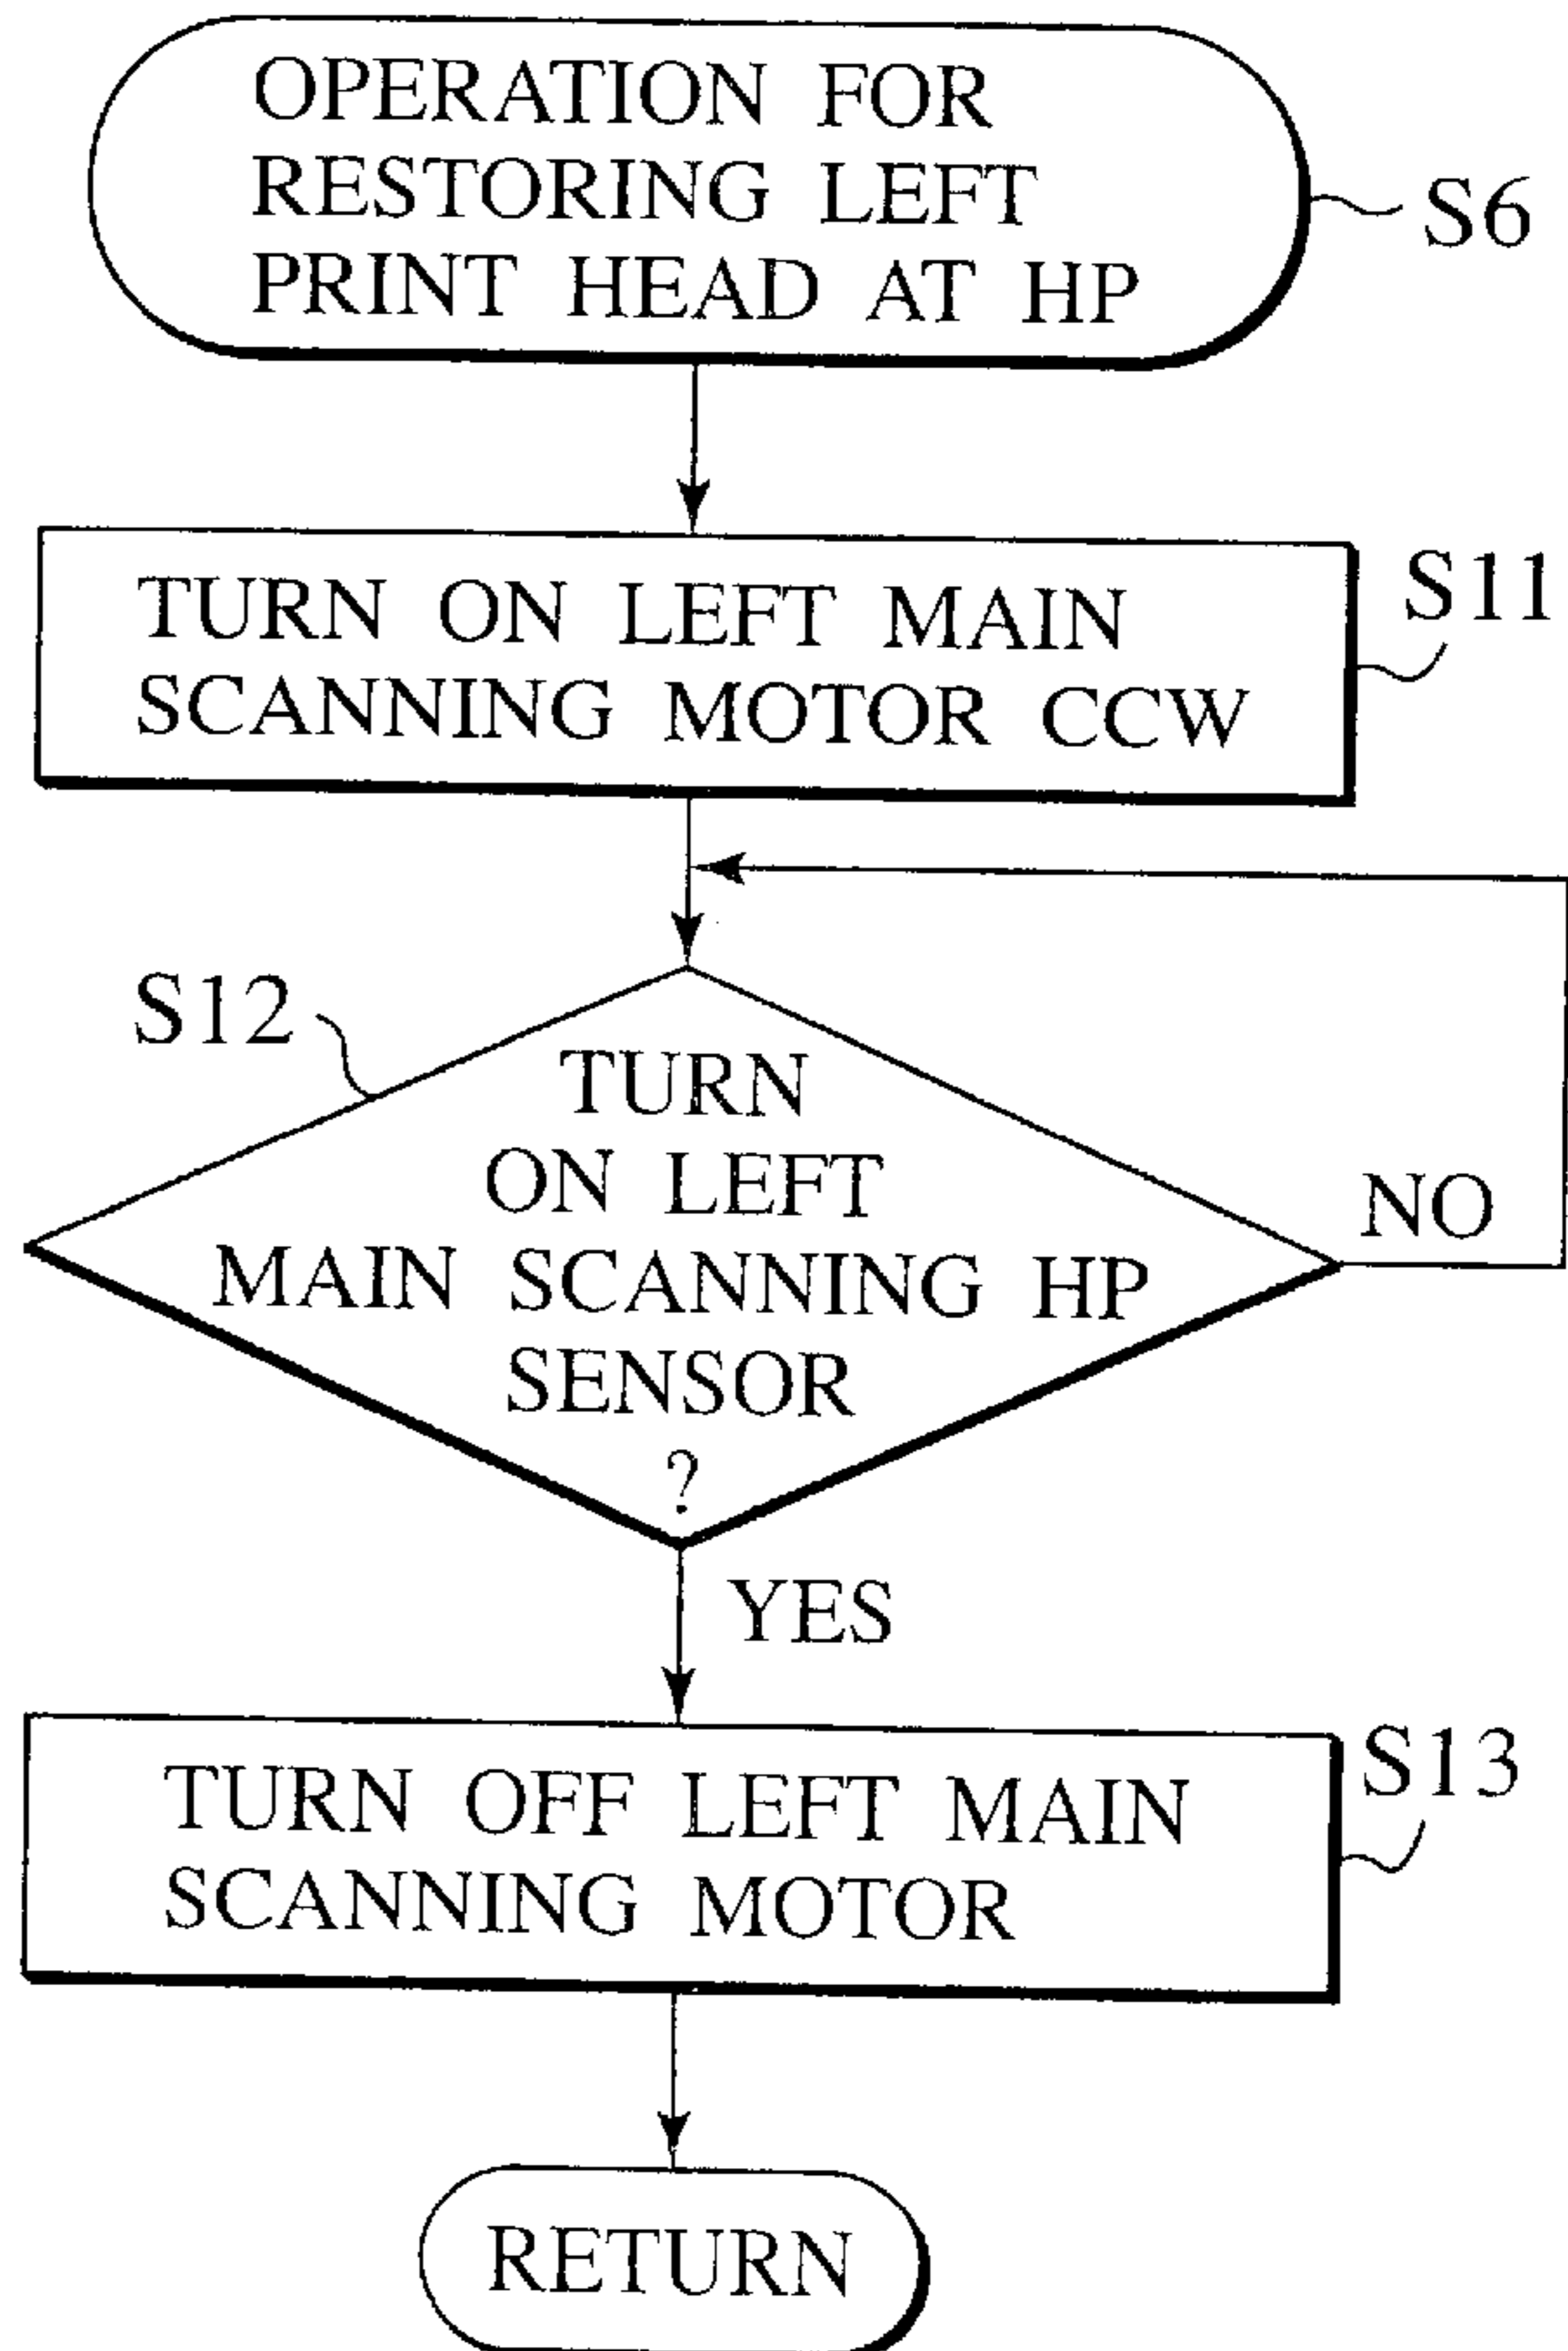 OPERATION FOR
RESTORING LEFT
PRINT HEAD AT HP
S6
TURN ON LEFT MAIN
SCANNING MOTOR CCW
S11
S12
TURN
ON LEFT
MAIN SCANNING HP
SENSOR
?
NO
YES
TURN OFF LEFT MAIN
SCANNING MOTOR
S13
RETURN